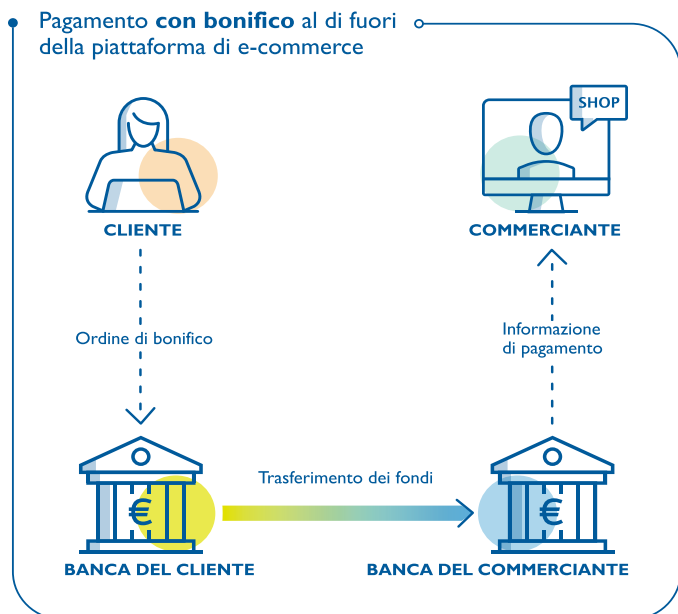 Pagamento con bonifico al di fuori
della piattaforma di e-commerce
SHOP
CLIENTE
COMMERCIANTE
Ordine di bonifico
Informazione
di pagamento
Trasferimento dei fondi
€
€
BANCA DEL CLIENTE
BANCA DEL COMMERCIANTE